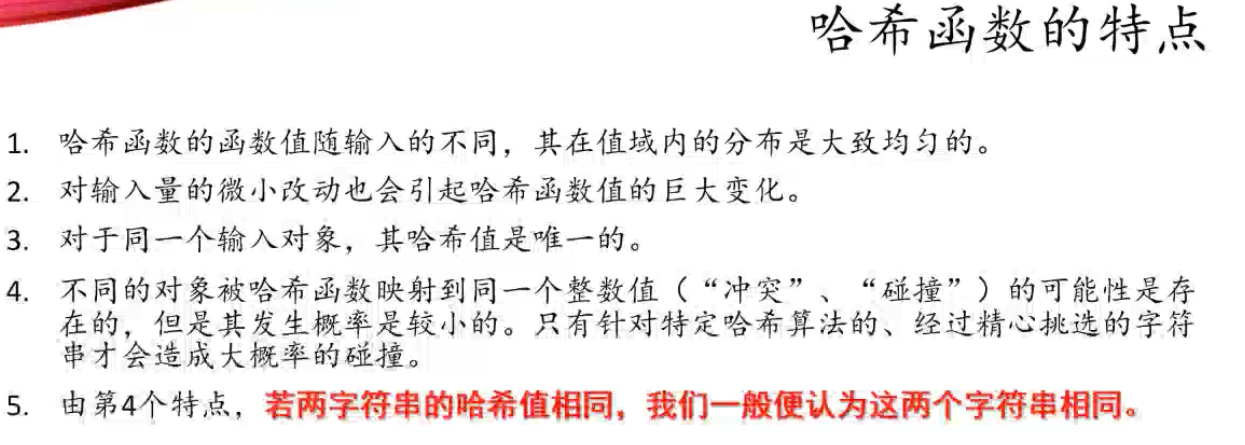 哈希函数的特点
1. 哈希函数的函数值随输入的不同，其在值域内的分布是大致均匀的。
2. 对输入量的微小改动也会引起哈希函数值的巨大变化。
3. 对于同一个输入对象，其哈希值是唯一的。
4. 不同的对象被哈希函数映射到同一个整数值（“冲突”、“碰撞”）的可能性是存
在的，但是其发生概率是较小的。只有针对特定哈希算法的、经过精心挑选的字符
串才会造成大概率的碰撞。
5. 由第4个特点，若两字符串的哈希值相同，我们一般便认为这两个字符串相同。